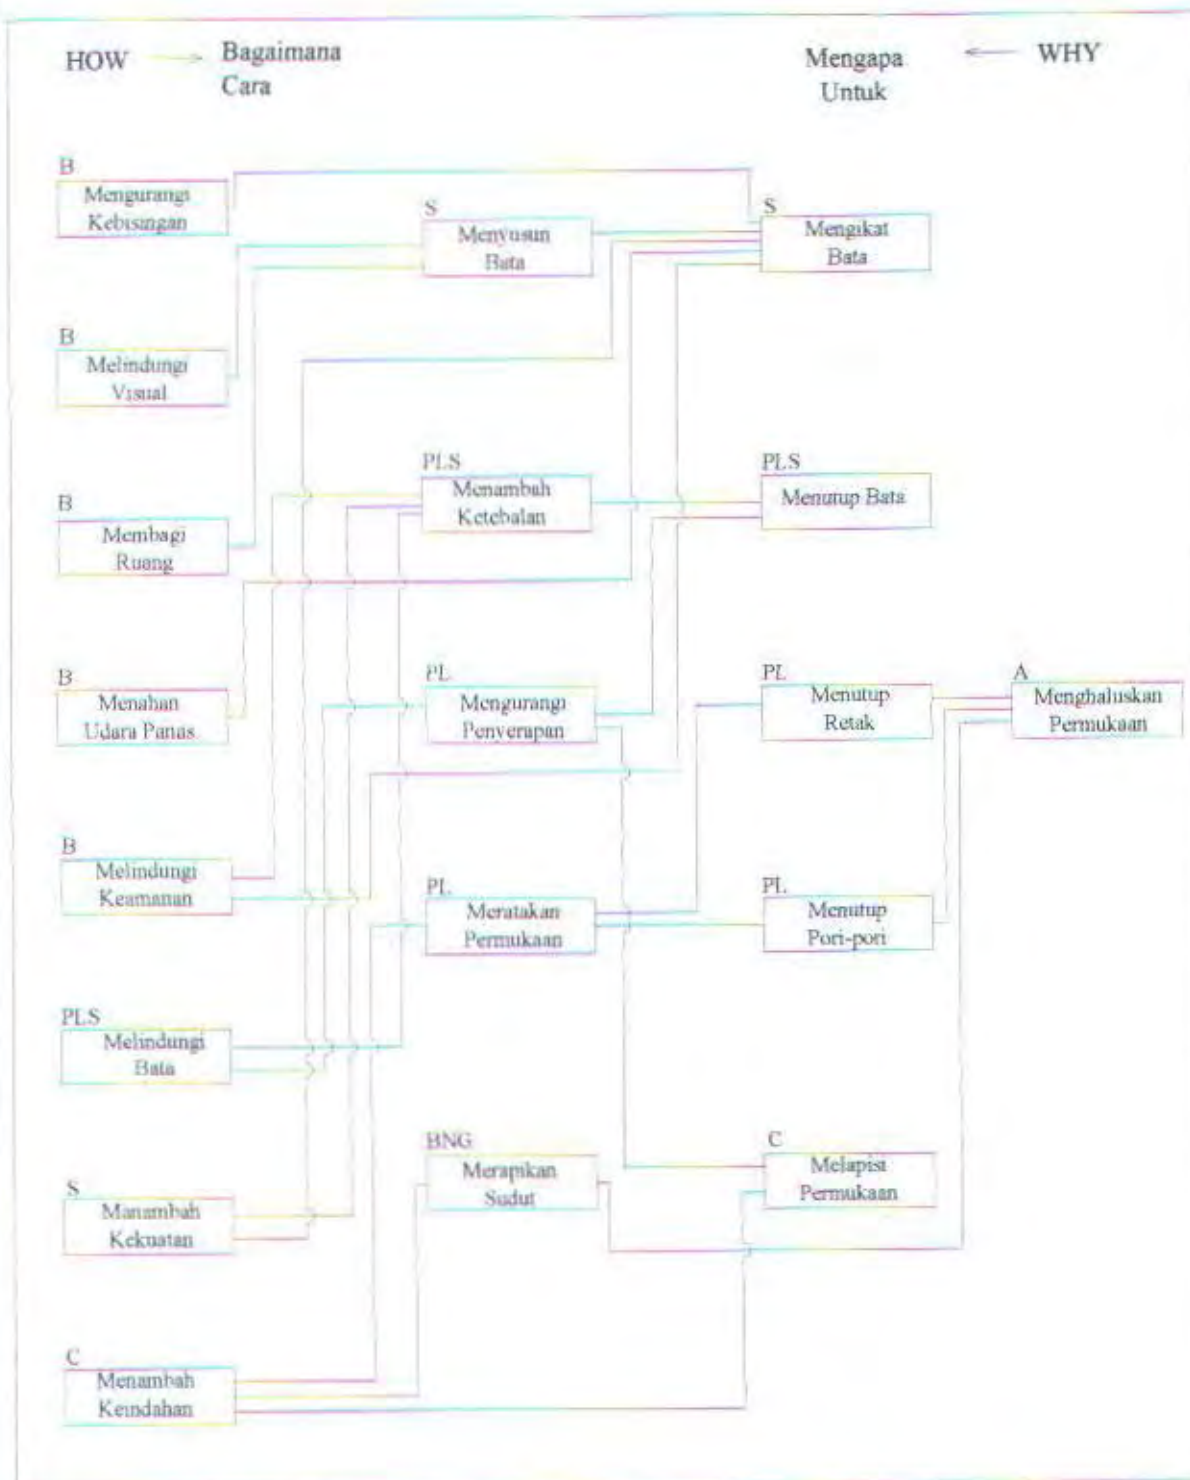 HOW
Bagaimana
Cara
Mengapa
Untuk
WHY
B
Mengurangi
Kebisingan
S
Menyusun
Bata
S
Mengikat
Bata
B
Melindungi
Visual
B
Membagi
Ruang
PLS
Menambah
Ketebalan
PLS
Menutup Bata
B
Menahan
Udara Panas
PL
Mengurangi
Penyerapan
PL
Menutup
Retak
A
Menghaluskan
Permukaan
B
Melindungi
Keamanan
PL
Meratakan
Permukaan
PL
Menutup
Pori-pori
PLS
Melindungi
Bata
S
Manambah
Kekuatan
BNG
Merapikan
Sudut
C
Melapisi
Permukaan
C
Menambah
Keindahan